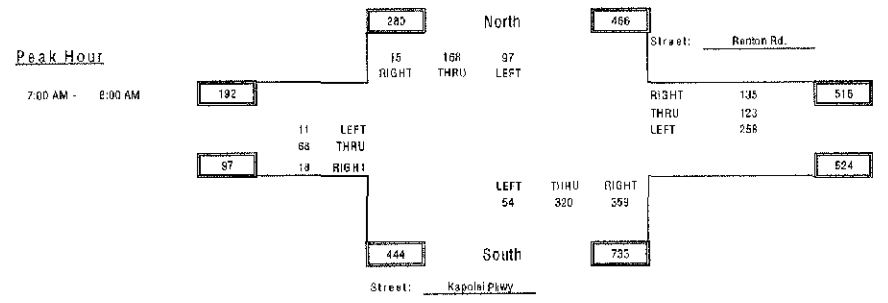 280 North 466
Street: Renton Rd.
Peak Hour
15 168 97
RIGHT THRU LEFT
7:00 AM - 8:00 AM
192
RIGHT 135
516
THRU 123
LEFT 258
11 LEFT
68 THRU
97
18 RIGHT
524
LEFT THRU RIGHT
54 320 359
444 South 733
Street: Kapolei Pkwy